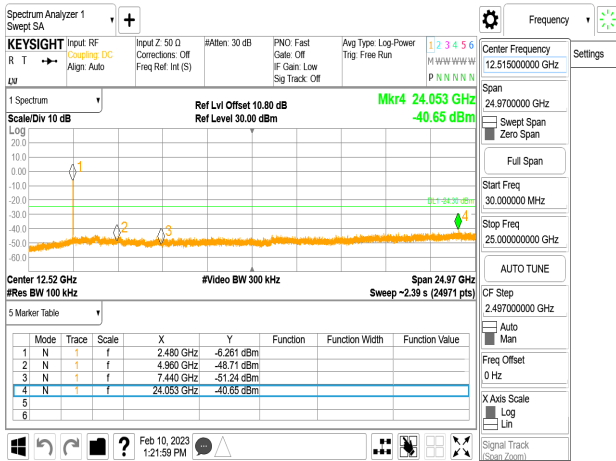 Spectrum Analyzer 1
Swept SA
Frequency
KEYSIGHT
R T
Input: RF
Coupling: DC
Align: Auto
Input Z: 50 Ω
Corrections: Off
Freq Ref: Int (S)
#Atten: 30 dB
PNO: Fast
Gate: Off
IF Gain: Low
Sig Track: Off
Avg Type: Log-Power
Trig: Free Run
1 2 3 4 5 6
M W W W W W
P N N N N N
1 Spectrum
Scale/Div 10 dB
Ref Lvl Offset 10.80 dB
Ref Level 30.00 dBm
Mkr4 24.053 GHz
-40.65 dBm
Log
20.0
10.0
0.00
-10.0
-20.0
-30.0
-40.0
-50.0
-60.0
1
2
3
4
Center 12.52 GHz
#Video BW 300 kHz
Span 24.97 GHz
#Res BW 100 kHz
Sweep ~2.39 s (24971 pts)
5 Marker Table
Mode Trace Scale X Y Function Function Width Function Value
1 N 1 f 2.480 GHz -6.261 dBm
2 N 1 f 4.960 GHz -48.71 dBm
3 N 1 f 7.440 GHz -51.24 dBm
4 N 1 f 24.053 GHz -40.65 dBm
5
6
Feb 10, 2023
1:21:59 PM
?
Center Frequency
12.515000000 GHz
Settings
Span
24.9700000 GHz
Swept Span
Zero Span
Full Span
Start Freq
30.000000 MHz
Stop Freq
25.000000000 GHz
AUTO TUNE
CF Step
2.497000000 GHz
Auto
Man
Freq Offset
0 Hz
X Axis Scale
Log
Lin
Signal Track
(Span Zoom)